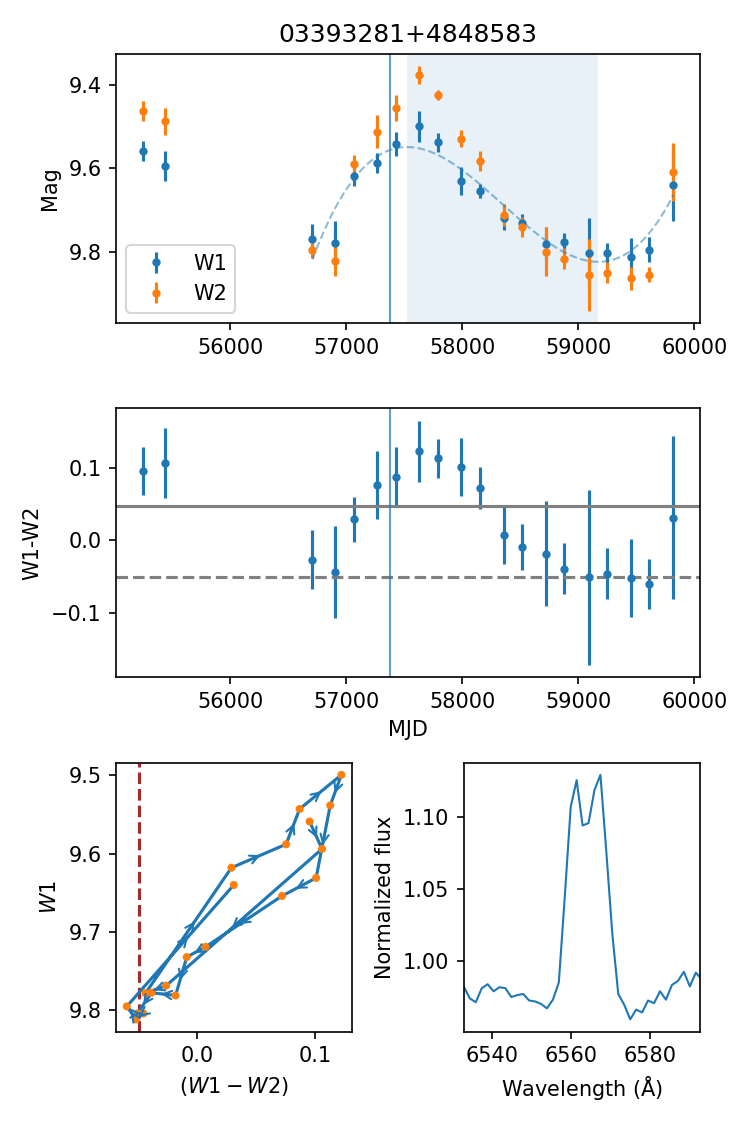 03393281+4848583
Mag
9.4
9.6
9.8
W1
W2
56000 57000 58000 59000 60000
W1-W2
0.1
0.0
−0.1
56000 57000 58000 59000 60000
MJD
W1
9.5
9.6
9.7
9.8
0.0 0.1
(W1 − W2)
Normalized flux
1.10
1.05
1.00
6540 6560 6580
Wavelength (Å)